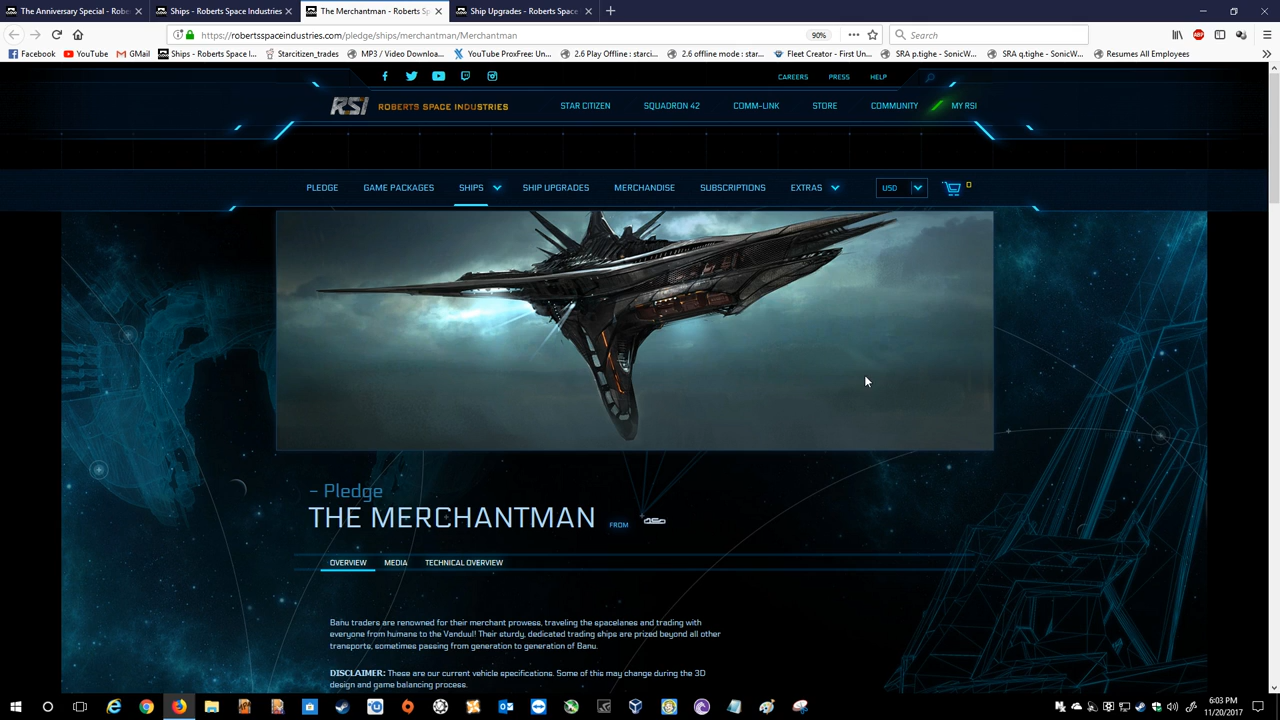 The Anniversary Special - Robe
Ships - Roberts Space Industries
The Merchantman - Roberts Sp
Ship Upgrades - Roberts Space
https://robertsspaceindustries.com/pledge/ships/merchantman/Merchantman
90%
Search
Facebook
YouTube
GMail
Ships - Roberts Space I...
Starcitizen_trades
MP3 / Video Downloa...
YouTube ProxFree: Un...
2.6 Play Offline : starci...
2.6 offline mode : star...
Fleet Creator - First Un...
SRA p.tighe - SonicW...
SRA q.tighe - SonicW...
Resumes All Employees
CAREERS
PRESS
HELP
RSI ROBERTS SPACE INDUSTRIES
STAR CITIZEN
SQUADRON 42
COMM-LINK
STORE
COMMUNITY
MY RSI
PLEDGE
GAME PACKAGES
SHIPS
SHIP UPGRADES
MERCHANDISE
SUBSCRIPTIONS
EXTRAS
USD
0
- Pledge
THE MERCHANTMAN FROM
OVERVIEW
MEDIA
TECHNICAL OVERVIEW
Banu traders are renowned for their merchant prowess, traveling the spacelanes and trading with
everyone from humans to the Vanduul! Their sturdy, dedicated trading ships are prized beyond all other
transports, sometimes passing from generation to generation of Banu.
DISCLAIMER: These are our current vehicle specifications. Some of this may change during the 3D
design and game balancing process.
6:03 PM
11/20/2017